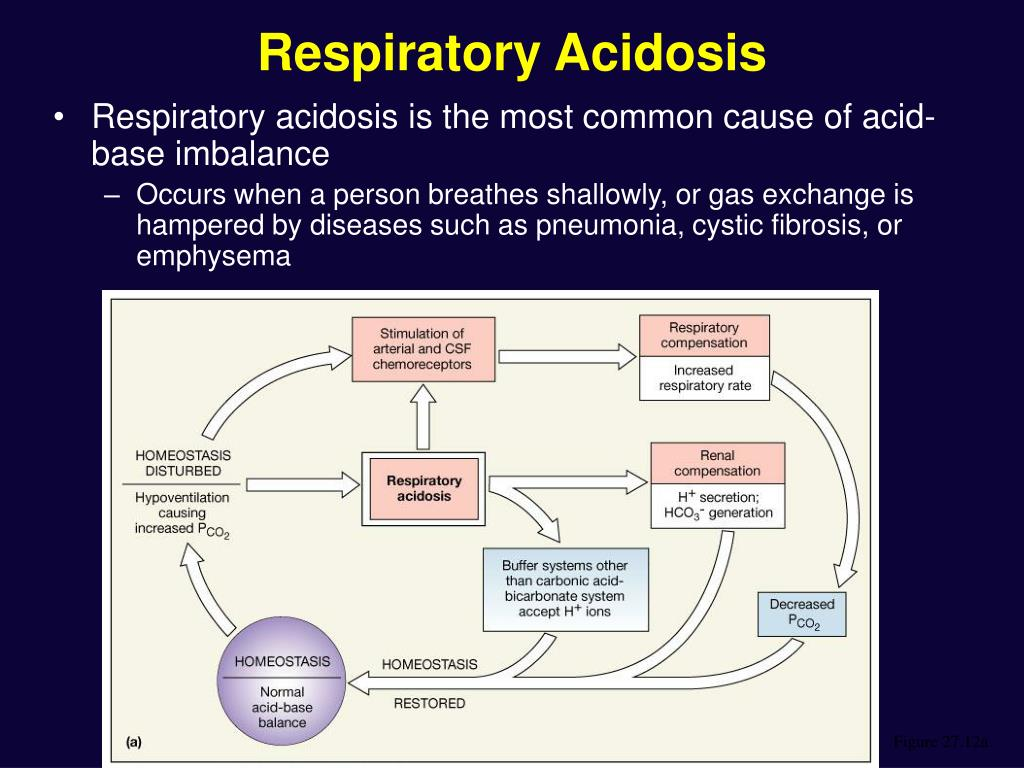 Respiratory Acidosis
• Respiratory acidosis is the most common cause of acid-
base imbalance
– Occurs when a person breathes shallowly, or gas exchange is
hampered by diseases such as pneumonia, cystic fibrosis, or
emphysema
Stimulation of
arterial and CSF
chemoreceptors
Respiratory
compensation
Increased
respiratory rate
HOMEOSTASIS
DISTURBED
Hypoventilation
causing
increased PCO2
Respiratory
acidosis
Renal
compensation
H+ secretion;
HCO3- generation
Buffer systems other
than carbonic acid-
bicarbonate system
accept H+ ions
Decreased
PCO2
HOMEOSTASIS
Normal
acid-base
balance
HOMEOSTASIS
RESTORED
(a)
Figure 27.12a